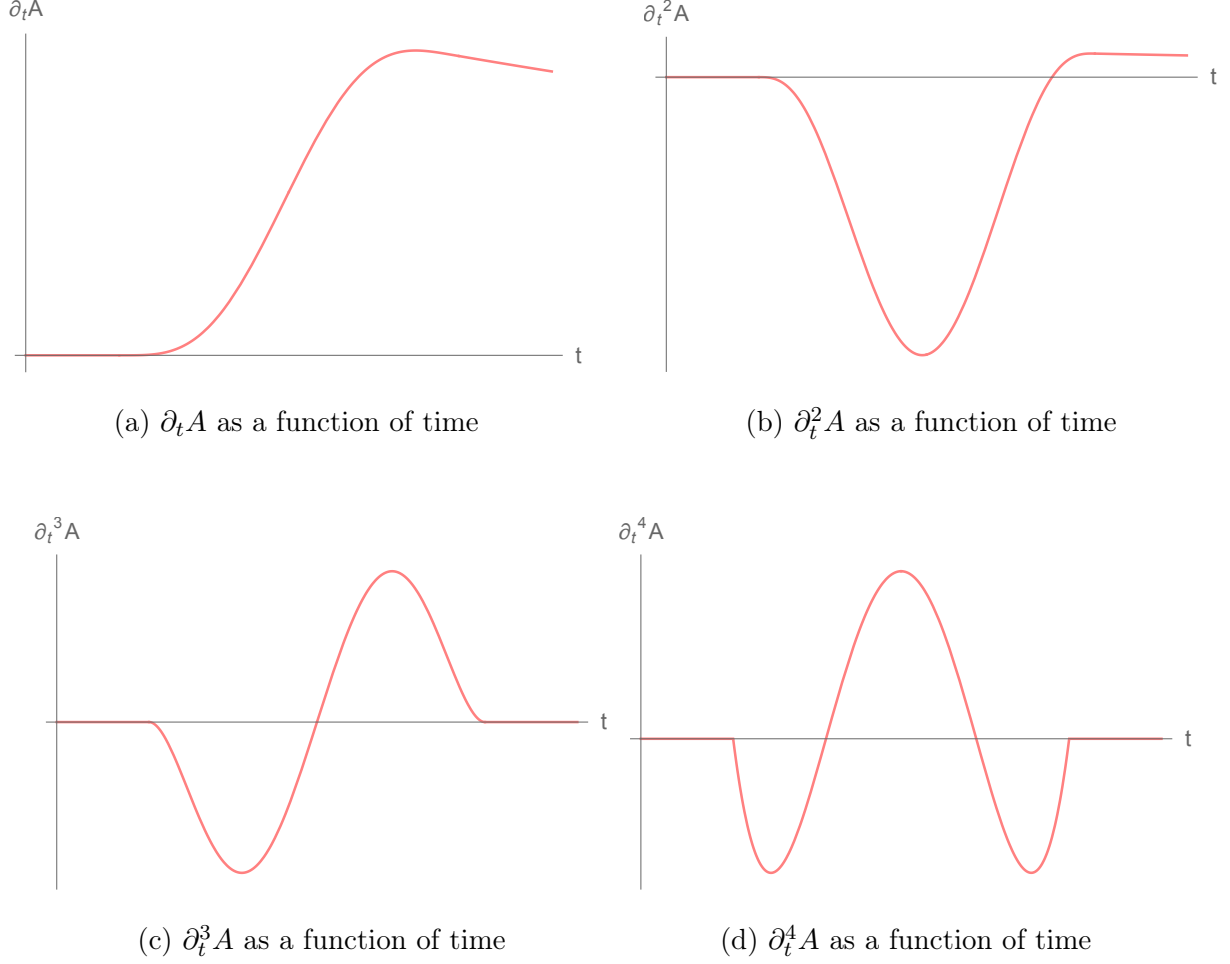 ∂ₜA
t
(a) ∂ₜA as a function of time
∂ₜ²A
t
(b) ∂ₜ²A as a function of time
∂ₜ³A
t
(c) ∂ₜ³A as a function of time
∂ₜ⁴A
t
(d) ∂ₜ⁴A as a function of time